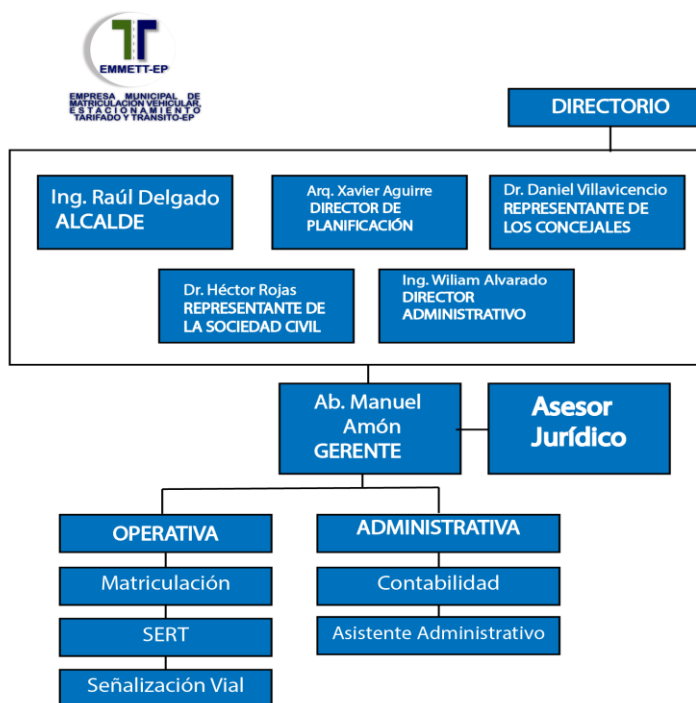 EMMETT-EP
EMPRESA MUNICIPAL DE
MATRICULACIÓN VEHICULAR,
ESTACIONAMIENTO
TARIFADO Y TRÁNSITO-EP
DIRECTORIO
Ing. Raúl Delgado
ALCALDE
Arq. Xavier Aguirre
DIRECTOR DE
PLANIFICACIÓN
Dr. Daniel Villavicencio
REPRESENTANTE DE
LOS CONCEJALES
Dr. Héctor Rojas
REPRESENTANTE DE
LA SOCIEDAD CIVIL
Ing. Wiliam Alvarado
DIRECTOR
ADMINISTRATIVO
Ab. Manuel
Amón
GERENTE
Asesor
Jurídico
OPERATIVA
Matriculación
SERT
Señalización Vial
ADMINISTRATIVA
Contabilidad
Asistente Administrativo